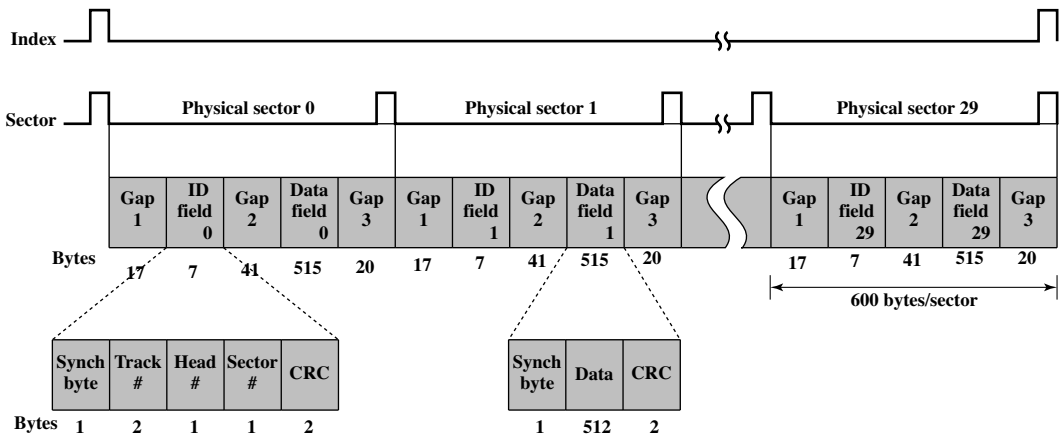 Index
Sector
Physical sector 0
Physical sector 1
Physical sector 29
Gap 1
ID field 0
Gap 2
Data field 0
Gap 3
Gap 1
ID field 1
Gap 2
Data field 1
Gap 3
Gap 1
ID field 29
Gap 2
Data field 29
Gap 3
Bytes 17 7 41 515 20 17 7 41 515 20 17 7 41 515 20
600 bytes/sector
Synch byte
Track #
Head #
Sector #
CRC
Synch byte
Data
CRC
Bytes 1 2 1 1 2 1 512 2